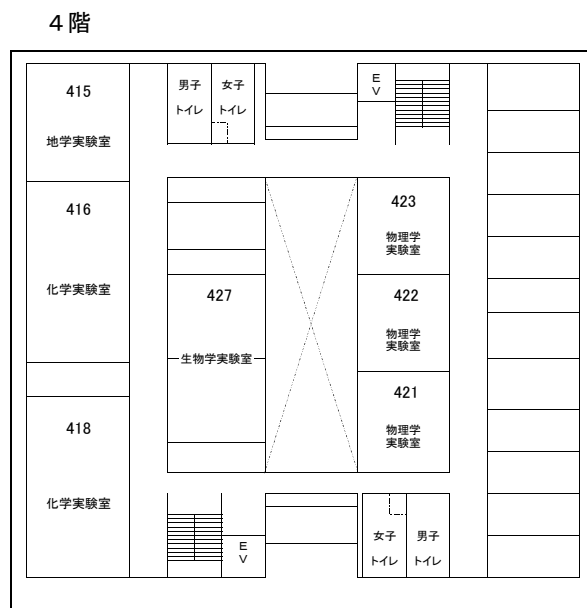 ４階
415
地学実験室
男子
トイレ
女子
トイレ
E
V
416
化学実験室
423
物理学
実験室
427
生物学実験室
422
物理学
実験室
421
物理学
実験室
418
化学実験室
E
V
女子
トイレ
男子
トイレ